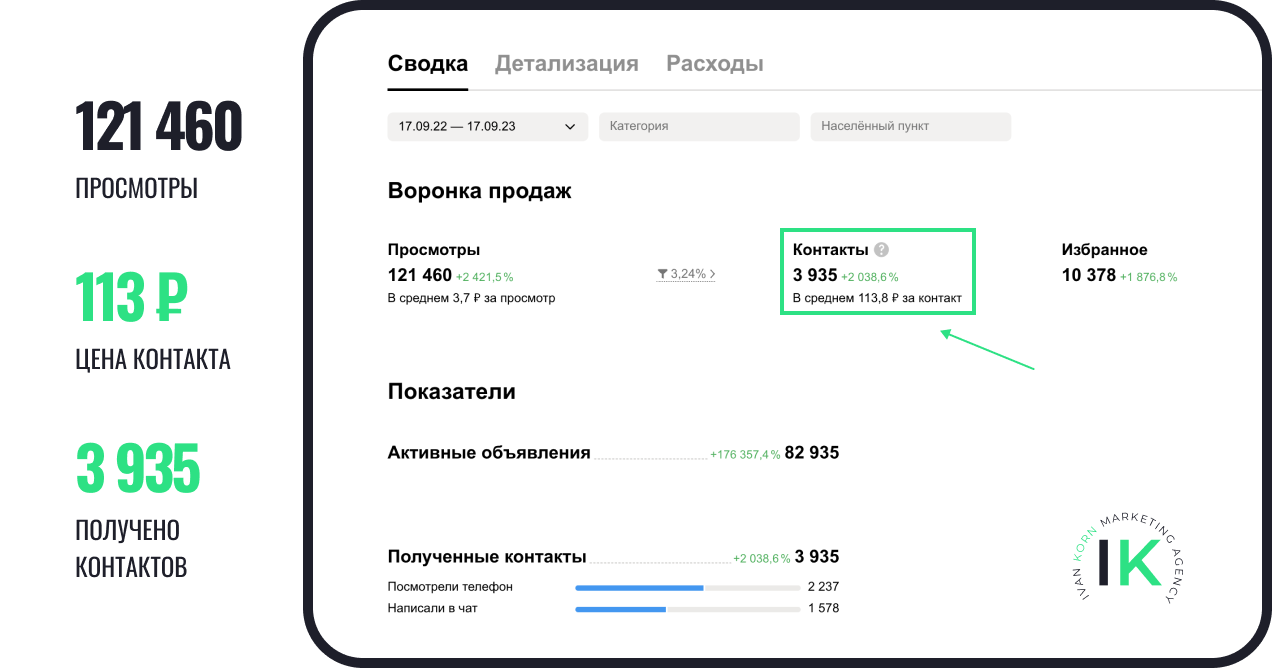 121 460
ПРОСМОТРЫ
113 ₽
ЦЕНА КОНТАКТА
3 935
ПОЛУЧЕНО
КОНТАКТОВ
Сводка Детализация Расходы
17.09.22 — 17.09.23 Категория Населённый пункт
Воронка продаж
Просмотры
121 460 +2 421,5 %
В среднем 3,7 ₽ за просмотр
3,24%
Контакты ?
3 935 +2 038,6 %
В среднем 113,8 ₽ за контакт
Избранное
10 378 +1 876,8 %
Показатели
Активные объявления +176 357,4 % 82 935
Полученные контакты +2 038,6 % 3 935
Посмотрели телефон 2 237
Написали в чат 1 578
IVAN KORN MARKETING AGENCY
IK